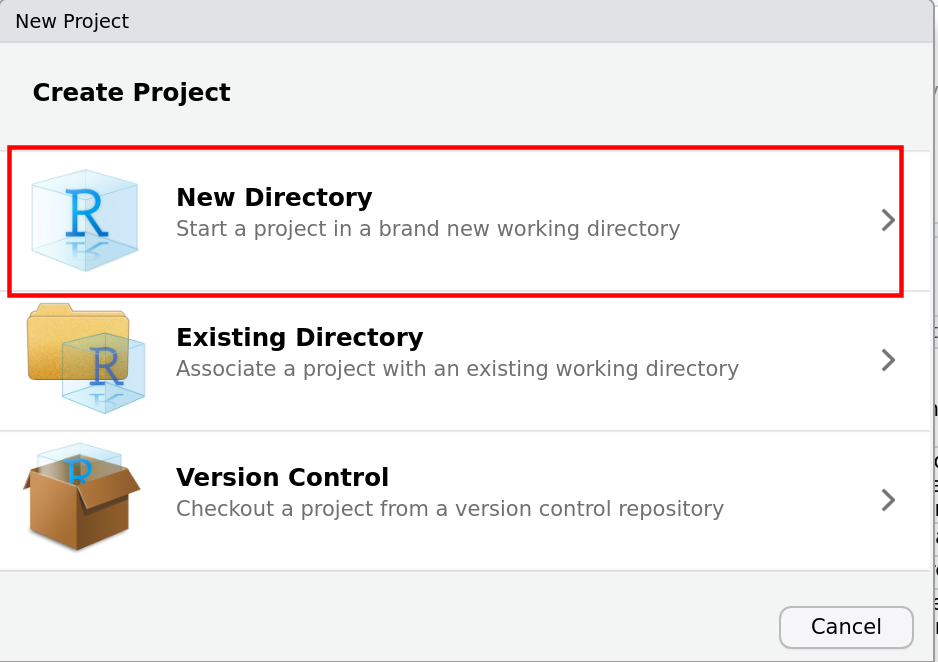 New Project
Create Project
New Directory
Start a project in a brand new working directory
Existing Directory
Associate a project with an existing working directory
Version Control
Checkout a project from a version control repository
Cancel